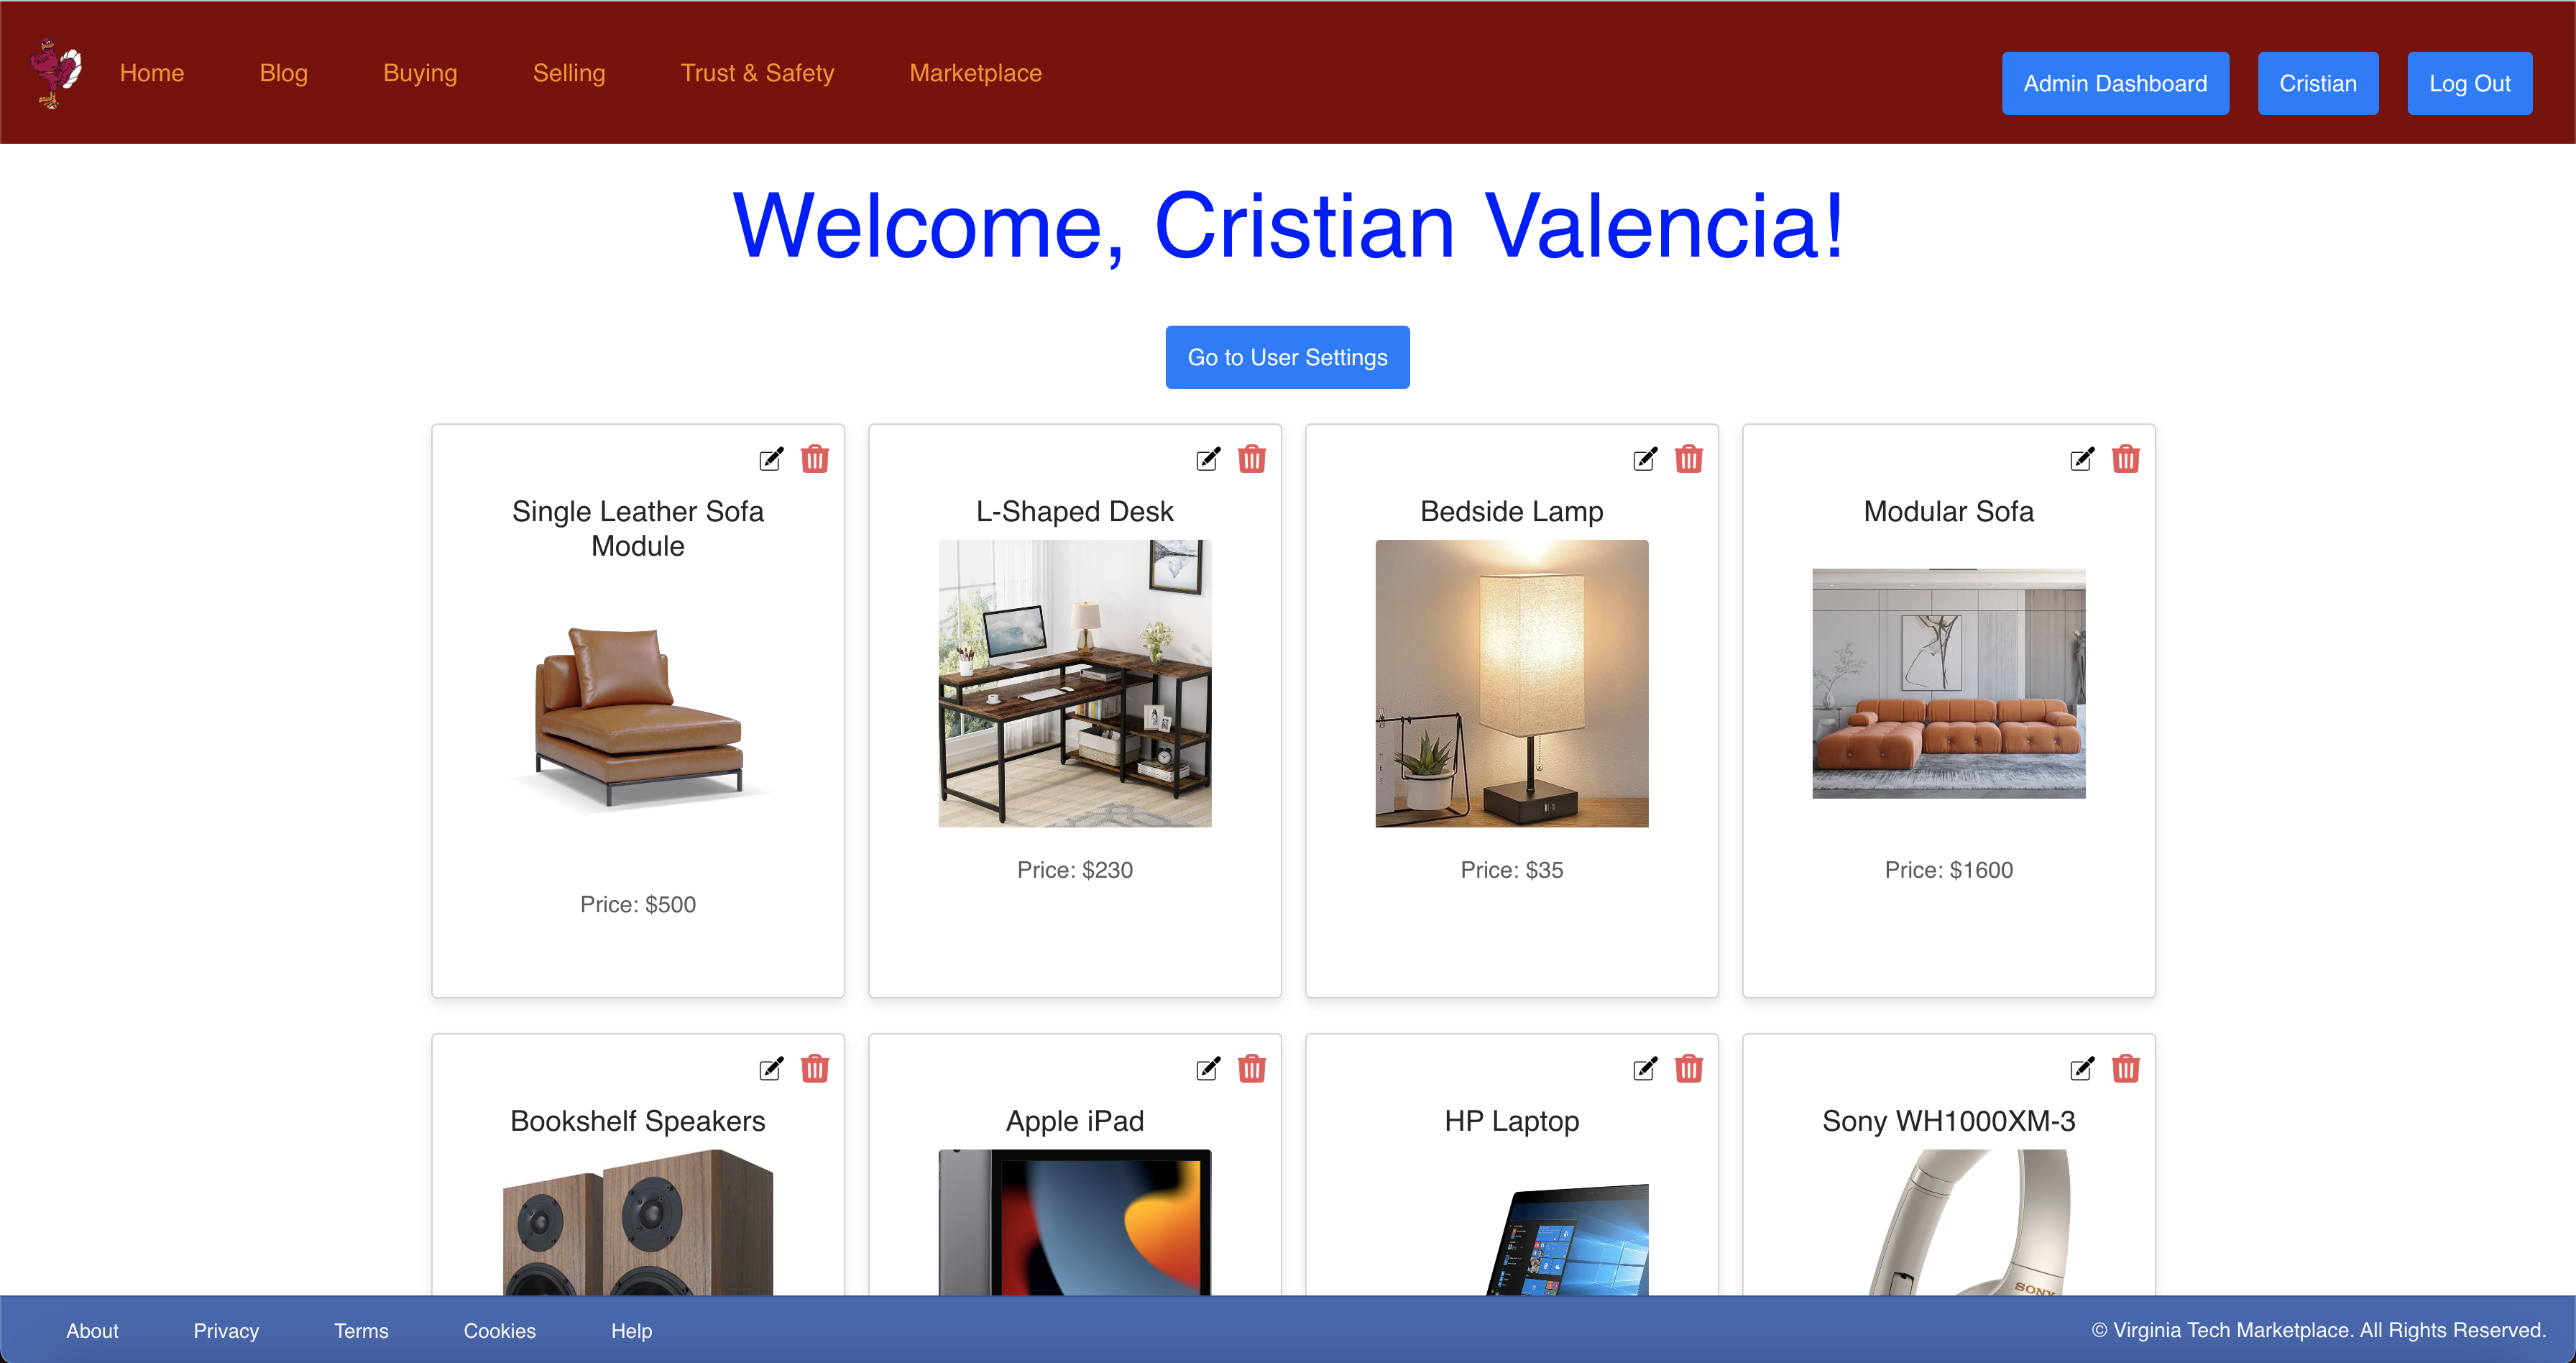 Home Blog Buying Selling Trust & Safety Marketplace Admin Dashboard Cristian Log Out
Welcome, Cristian Valencia!
Go to User Settings
Single Leather Sofa
Module
Price: $500
L-Shaped Desk
Price: $230
Bedside Lamp
Price: $35
Modular Sofa
Price: $1600
Bookshelf Speakers
Apple iPad
HP Laptop
Sony WH1000XM-3
SONY
About Privacy Terms Cookies Help © Virginia Tech Marketplace. All Rights Reserved.